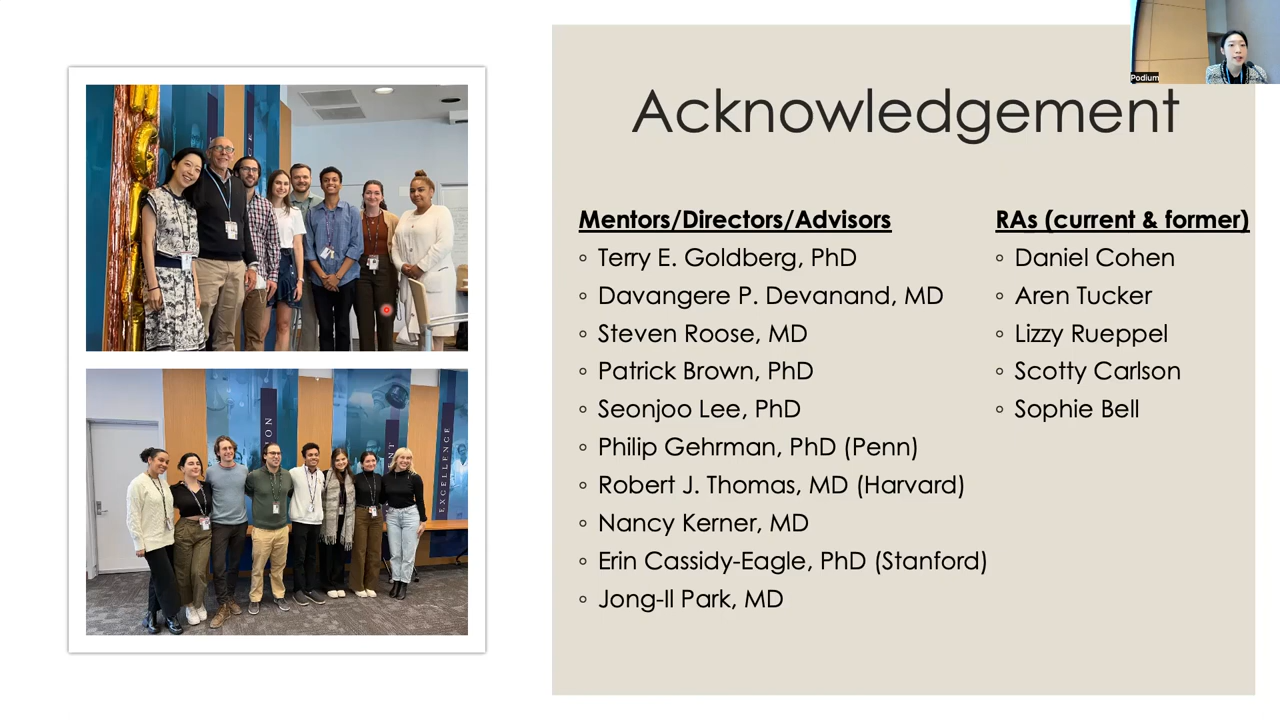 Podium
Acknowledgement
Mentors/Directors/Advisors
Terry E. Goldberg, PhD
Davangere P. Devanand, MD
Steven Roose, MD
Patrick Brown, PhD
Seonjoo Lee, PhD
Philip Gehrman, PhD (Penn)
Robert J. Thomas, MD (Harvard)
Nancy Kerner, MD
Erin Cassidy-Eagle, PhD (Stanford)
Jong-Il Park, MD
RAs (current & former)
Daniel Cohen
Aren Tucker
Lizzy Rueppel
Scotty Carlson
Sophie Bell
EXCELLENCE